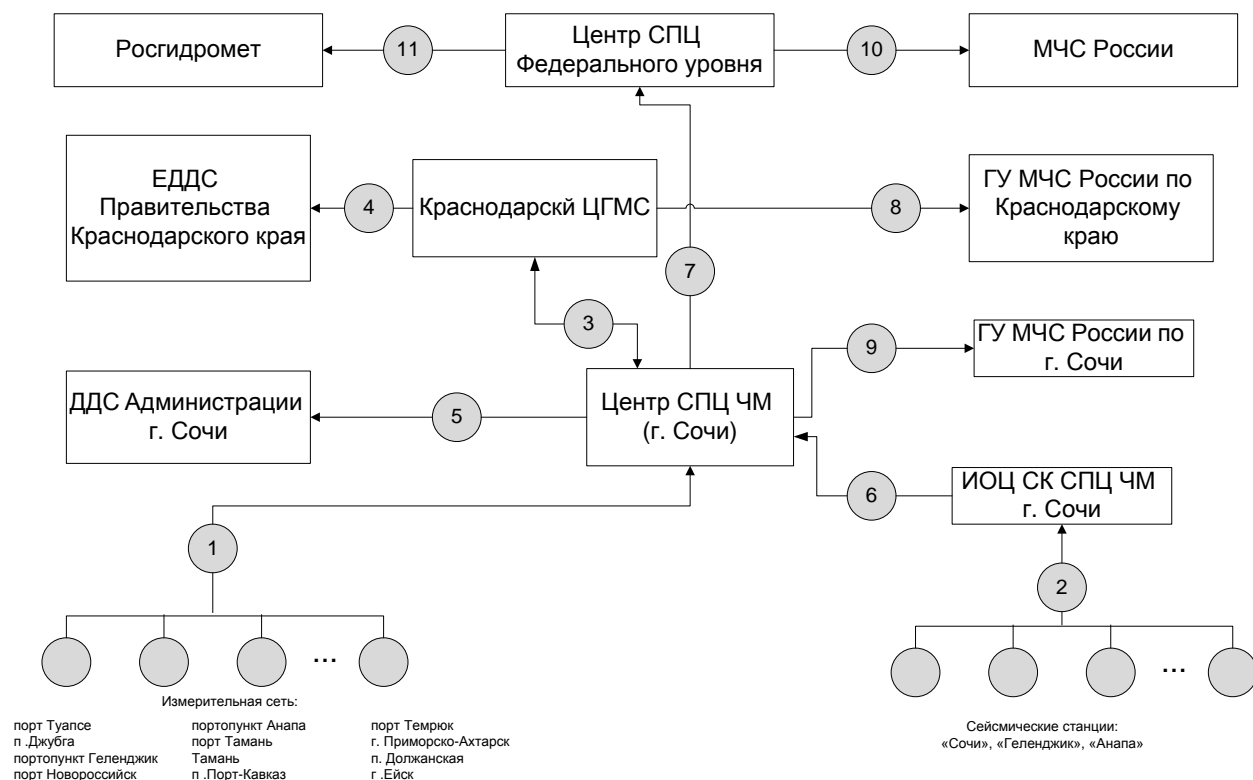 Росгидромет
11
Центр СПЦ
Федерального уровня
10
МЧС России
ЕДДС
Правительства
Краснодарского края
4
Краснодарскй ЦГМС
8
ГУ МЧС России по
Краснодарскому
краю
7
3
9
ГУ МЧС России по
г. Сочи
ДДС Администрации
г. Сочи
5
Центр СПЦ ЧМ
(г. Сочи)
6
ИОЦ СК СПЦ ЧМ
г. Сочи
1
2
...
...
Измерительная сеть:
порт Туапсе
п .Джубга
портопункт Геленджик
порт Новороссийск
портопункт Анапа
порт Тамань
Тамань
п .Порт-Кавказ
порт Темрюк
г. Приморско-Ахтарск
п. Должанская
г .Ейск
Сейсмические станции:
«Сочи», «Геленджик», «Анапа»